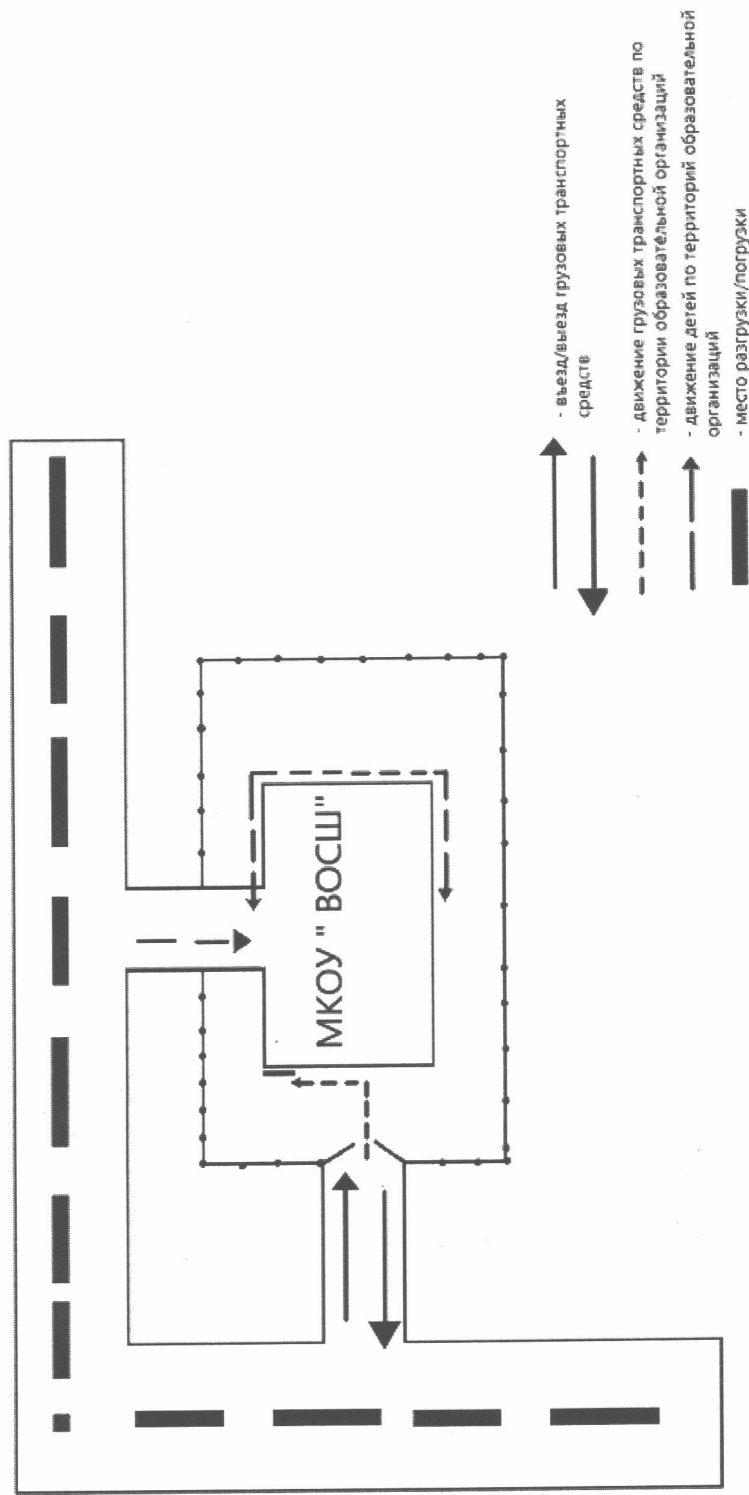 МКОУ " ВОСШ"
- въезд/выезд грузовых транспортных
средств
- движение грузовых транспортных средств по
территории образовательной организации
- движение детей по территорий образовательной
организаций
- место разгрузки/погрузки